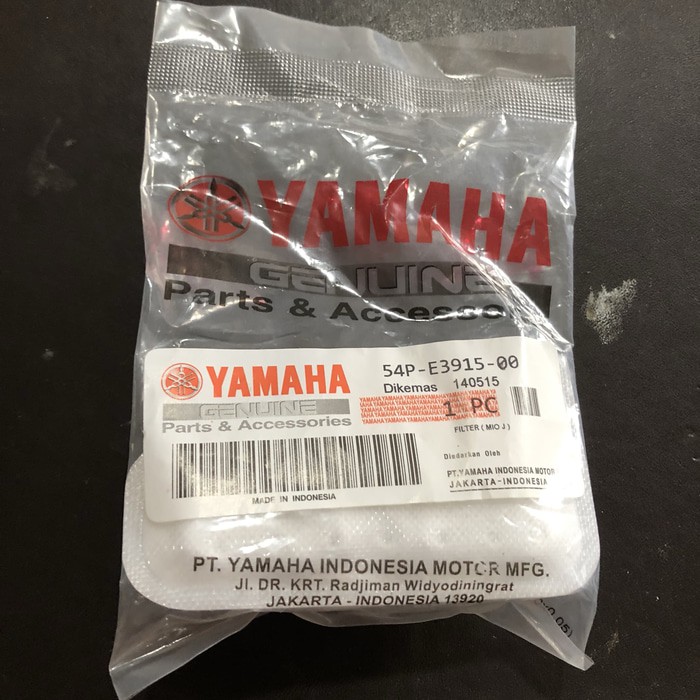 YAMAHA
GENUINE
Parts & Accessories
YAMAHA
GENUINE
Parts & Accessories
54P-E3915-00
Dikemas 140515
1 PC
FILTER ( MIO J )
Diedarkan Oleh
PT.YAMAHA INDONESIA MOTOR
JAKARTA-INDONESIA
MADE IN INDONESIA
PT. YAMAHA INDONESIA MOTOR MFG.
Jl. DR. KRT. Radjiman Widyodiningrat
JAKARTA - INDONESIA 13920